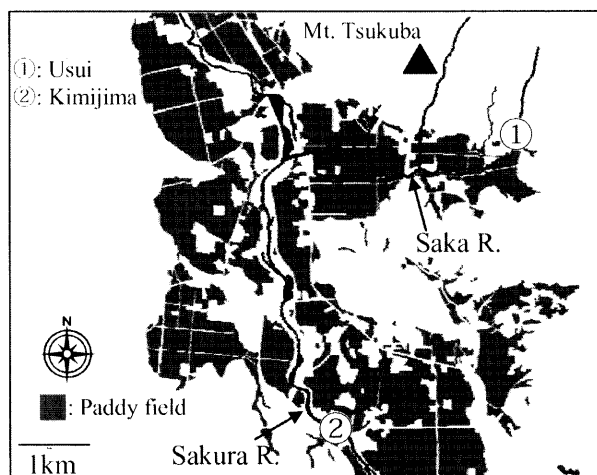 Mt. Tsukuba
①: Usui
②: Kimijima
①
Saka R.
N
: Paddy field
Sakura R.
②
1km